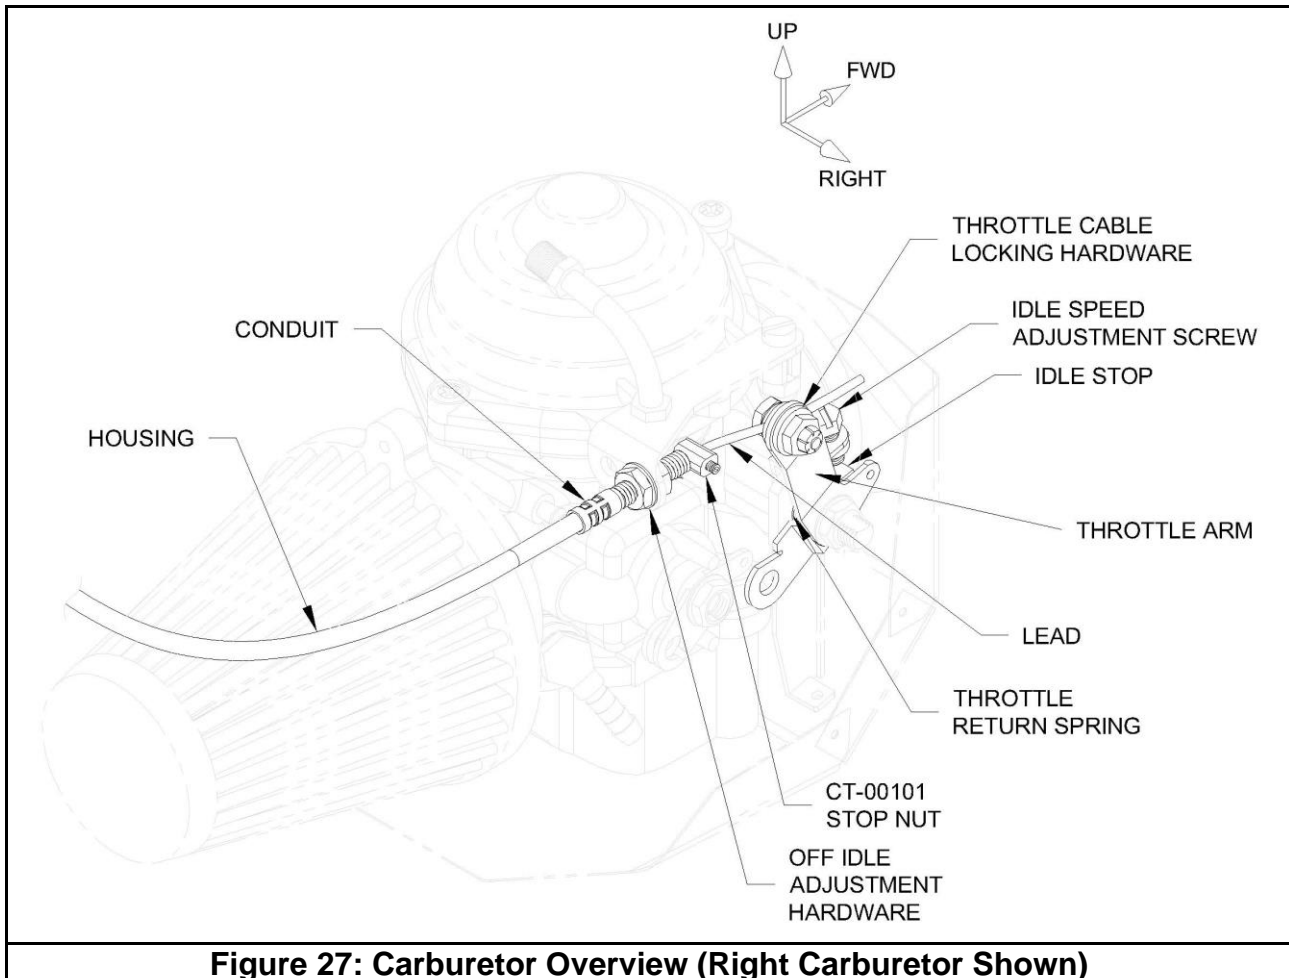 UP
FWD
RIGHT
THROTTLE CABLE
LOCKING HARDWARE
IDLE SPEED
ADJUSTMENT SCREW
IDLE STOP
CONDUIT
HOUSING
THROTTLE ARM
LEAD
THROTTLE
RETURN SPRING
CT-00101
STOP NUT
OFF IDLE
ADJUSTMENT
HARDWARE
Figure 27: Carburetor Overview (Right Carburetor Shown)